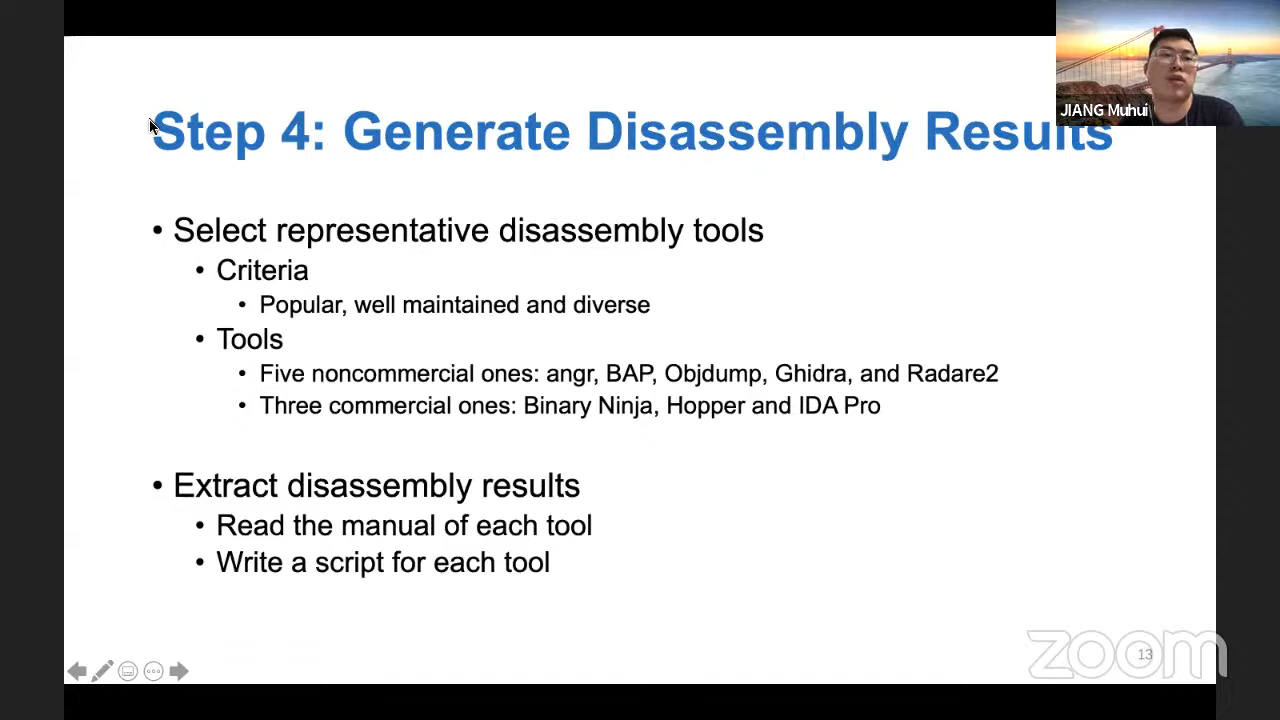 JIANG Muhui
Step 4: Generate Disassembly Results
• Select representative disassembly tools
• Criteria
• Popular, well maintained and diverse
• Tools
• Five noncommercial ones: angr, BAP, Objdump, Ghidra, and Radare2
• Three commercial ones: Binary Ninja, Hopper and IDA Pro
• Extract disassembly results
• Read the manual of each tool
• Write a script for each tool
zoom
13